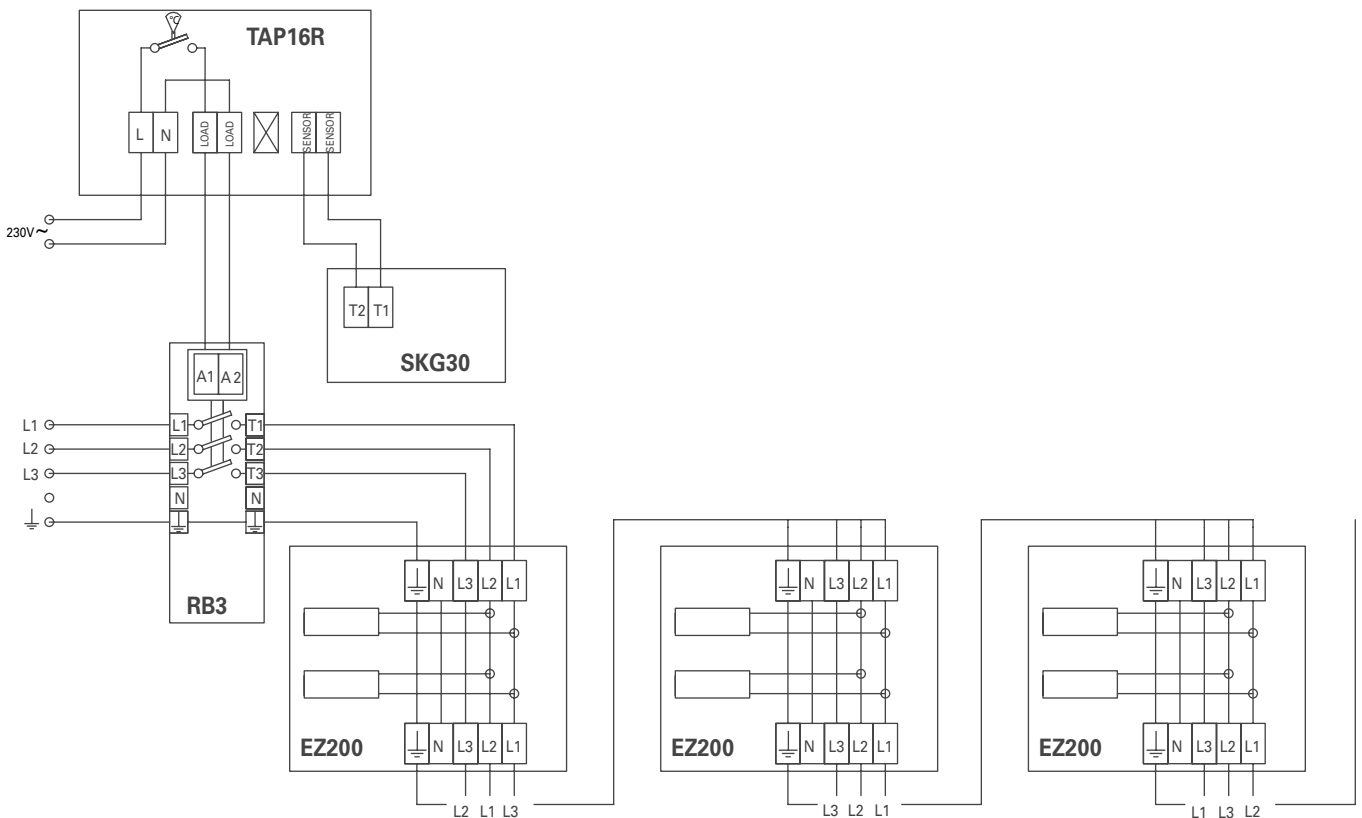 °C
TAP16R
L N LOAD LOAD SENSOR SENSOR
230V~
T2 T1
SKG30
A1 A2
L1 L1 T1
L2 L2 T2
L3 L3 T3
N N
RB3
N L3 L2 L1
N L3 L2 L1
N L3 L2 L1
EZ200 N L3 L2 L1
EZ200 N L3 L2 L1
EZ200 N L3 L2 L1
L2 L1 L3
L3 L2 L1
L1 L3 L2